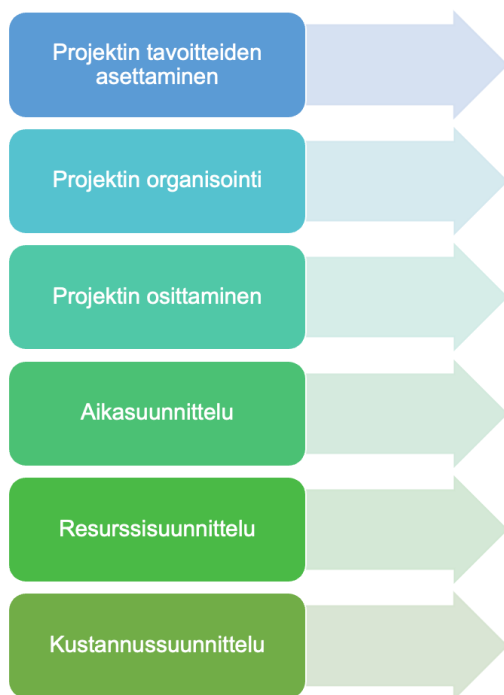 Projektin tavoitteiden
asettaminen
Projektin organisointi
Projektin osittaminen
Aikasuunnittelu
Resurssisuunnittelu
Kustannussuunnittelu